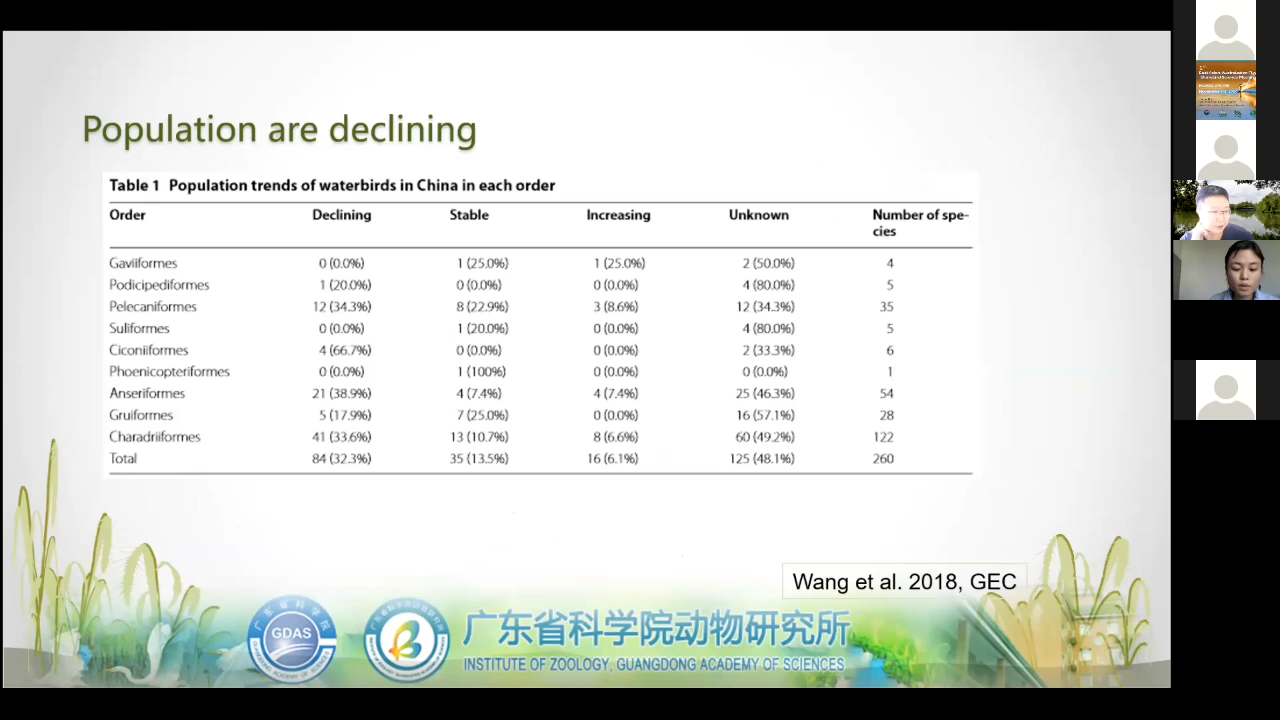 Population are declining
Table 1 Population trends of waterbirds in China in each order
Order Declining Stable Increasing Unknown Number of spe-
cies
Gaviiformes 0 (0.0%) 1 (25.0%) 1 (25.0%) 2 (50.0%) 4
Podicipediformes 1 (20.0%) 0 (0.0%) 0 (0.0%) 4 (80.0%) 5
Pelecaniformes 12 (34.3%) 8 (22.9%) 3 (8.6%) 12 (34.3%) 35
Suliformes 0 (0.0%) 1 (20.0%) 0 (0.0%) 4 (80.0%) 5
Ciconiiformes 4 (66.7%) 0 (0.0%) 0 (0.0%) 2 (33.3%) 6
Phoenicopteriformes 0 (0.0%) 1 (100%) 0 (0.0%) 0 (0.0%) 1
Anseriformes 21 (38.9%) 4 (7.4%) 4 (7.4%) 25 (46.3%) 54
Gruiformes 5 (17.9%) 7 (25.0%) 0 (0.0%) 16 (57.1%) 28
Charadriiformes 41 (33.6%) 13 (10.7%) 8 (6.6%) 60 (49.2%) 122
Total 84 (32.3%) 35 (13.5%) 16 (6.1%) 125 (48.1%) 260
Wang et al. 2018, GEC
广东省科学院
GDAS
广东省科学院动物研究所
INSTITUTE OF ZOOLOGY, GUANGDONG ACADEMY OF SCIENCES